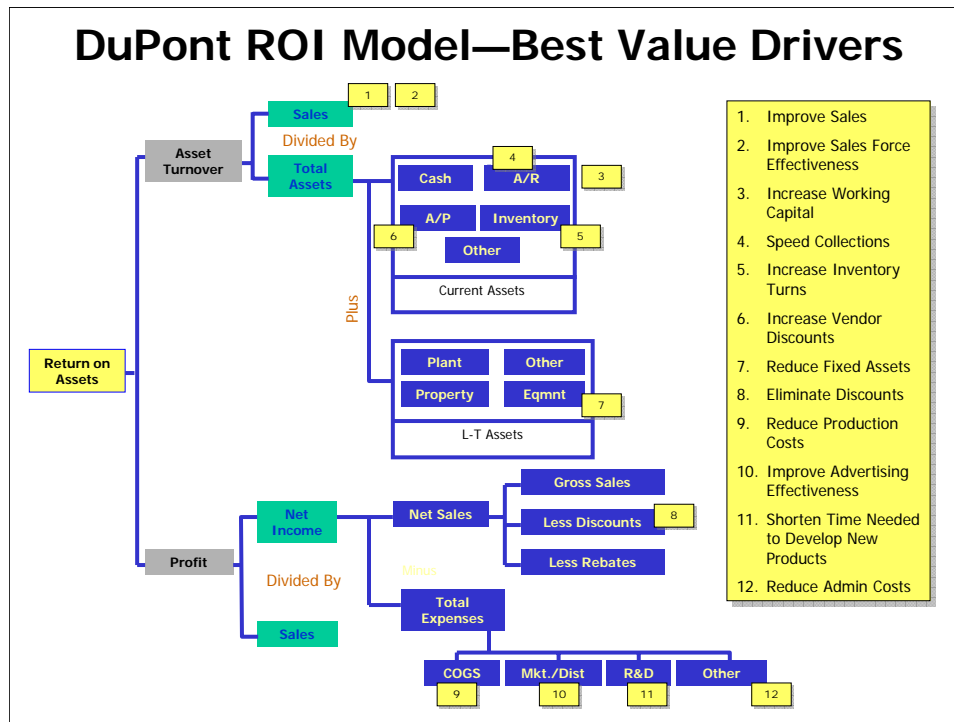 DuPont ROI Model—Best Value Drivers
1
2
Sales
Divided By
Asset
Turnover
Total
Assets
4
Cash
A/R
3
A/P
Inventory
6
5
Other
Current Assets
Plus
Return on
Assets
Plant
Other
Property
Eqmnt
7
L-T Assets
Gross Sales
Net
Income
Net Sales
Less Discounts
8
Profit
Divided By
Minus
Less Rebates
Total
Expenses
Sales
COGS
Mkt./Dist
R&D
Other
9
10
11
12
1. Improve Sales
2. Improve Sales Force
Effectiveness
3. Increase Working
Capital
4. Speed Collections
5. Increase Inventory
Turns
6. Increase Vendor
Discounts
7. Reduce Fixed Assets
8. Eliminate Discounts
9. Reduce Production
Costs
10. Improve Advertising
Effectiveness
11. Shorten Time Needed
to Develop New
Products
12. Reduce Admin Costs